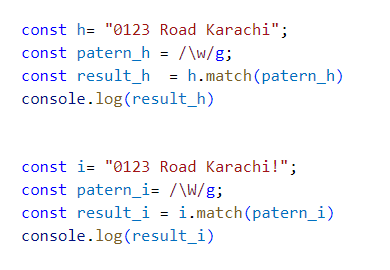 const h= "0123 Road Karachi";
const patern_h = /\w/g;
const result_h  = h.match(patern_h)
console.log(result_h)
const i= "0123 Road Karachi!";
const patern_i= /\W/g;
const result_i = i.match(patern_i)
console.log(result_i)